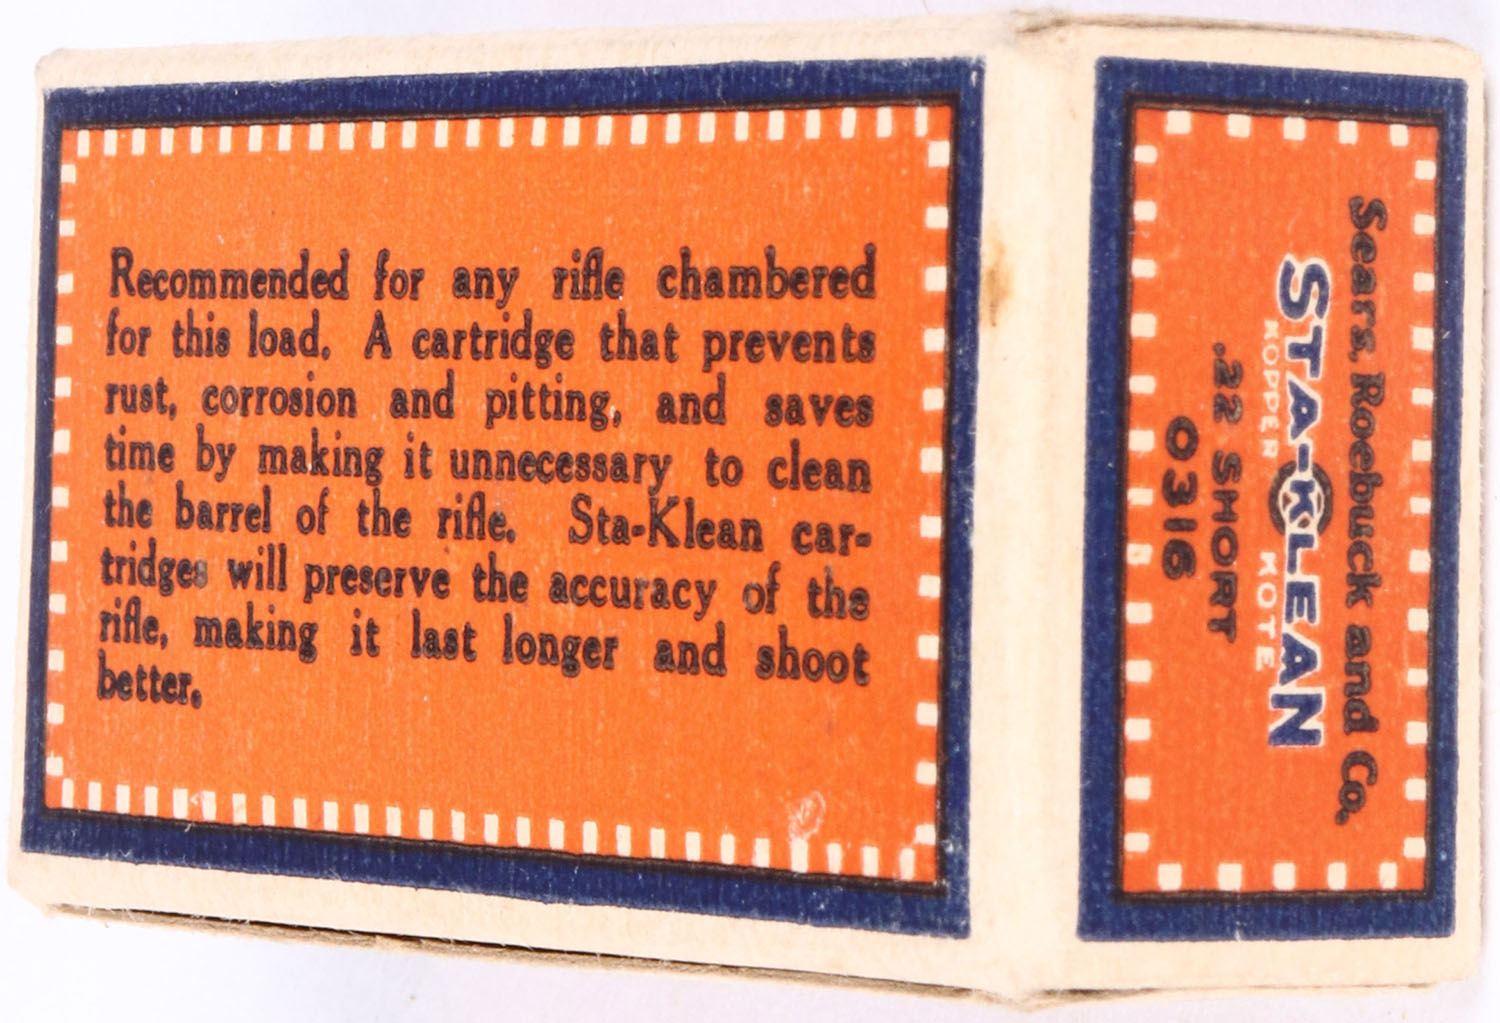 Recommended for any rifle chambered
for this load. A cartridge that prevents
rust, corrosion and pitting, and saves
time by making it unnecessary to clean
the barrel of the rifle. Sta-Klean car-
tridges will preserve the accuracy of the
rifle, making it last longer and shoot
better.
Sears, Roebuck and Co.
STA-KLEAN
KOPPER KOTE
.22 SHORT
0316